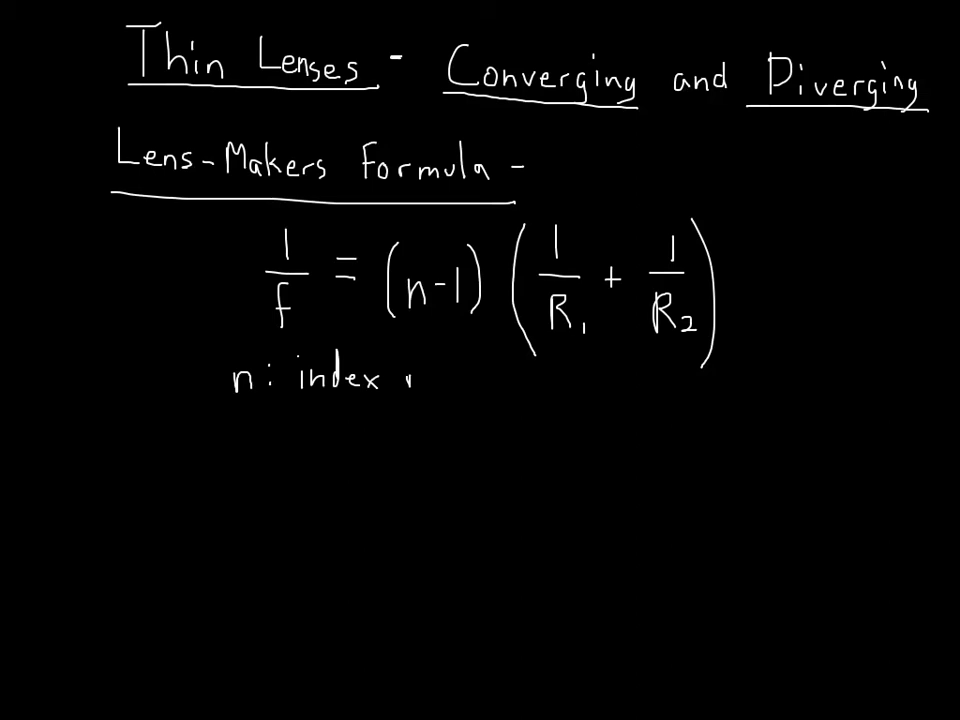 Thin Lenses - Converging and Diverging
Lens-Makers Formula -
1/f = (n-1) (1/R₁ + 1/R₂)
n: index